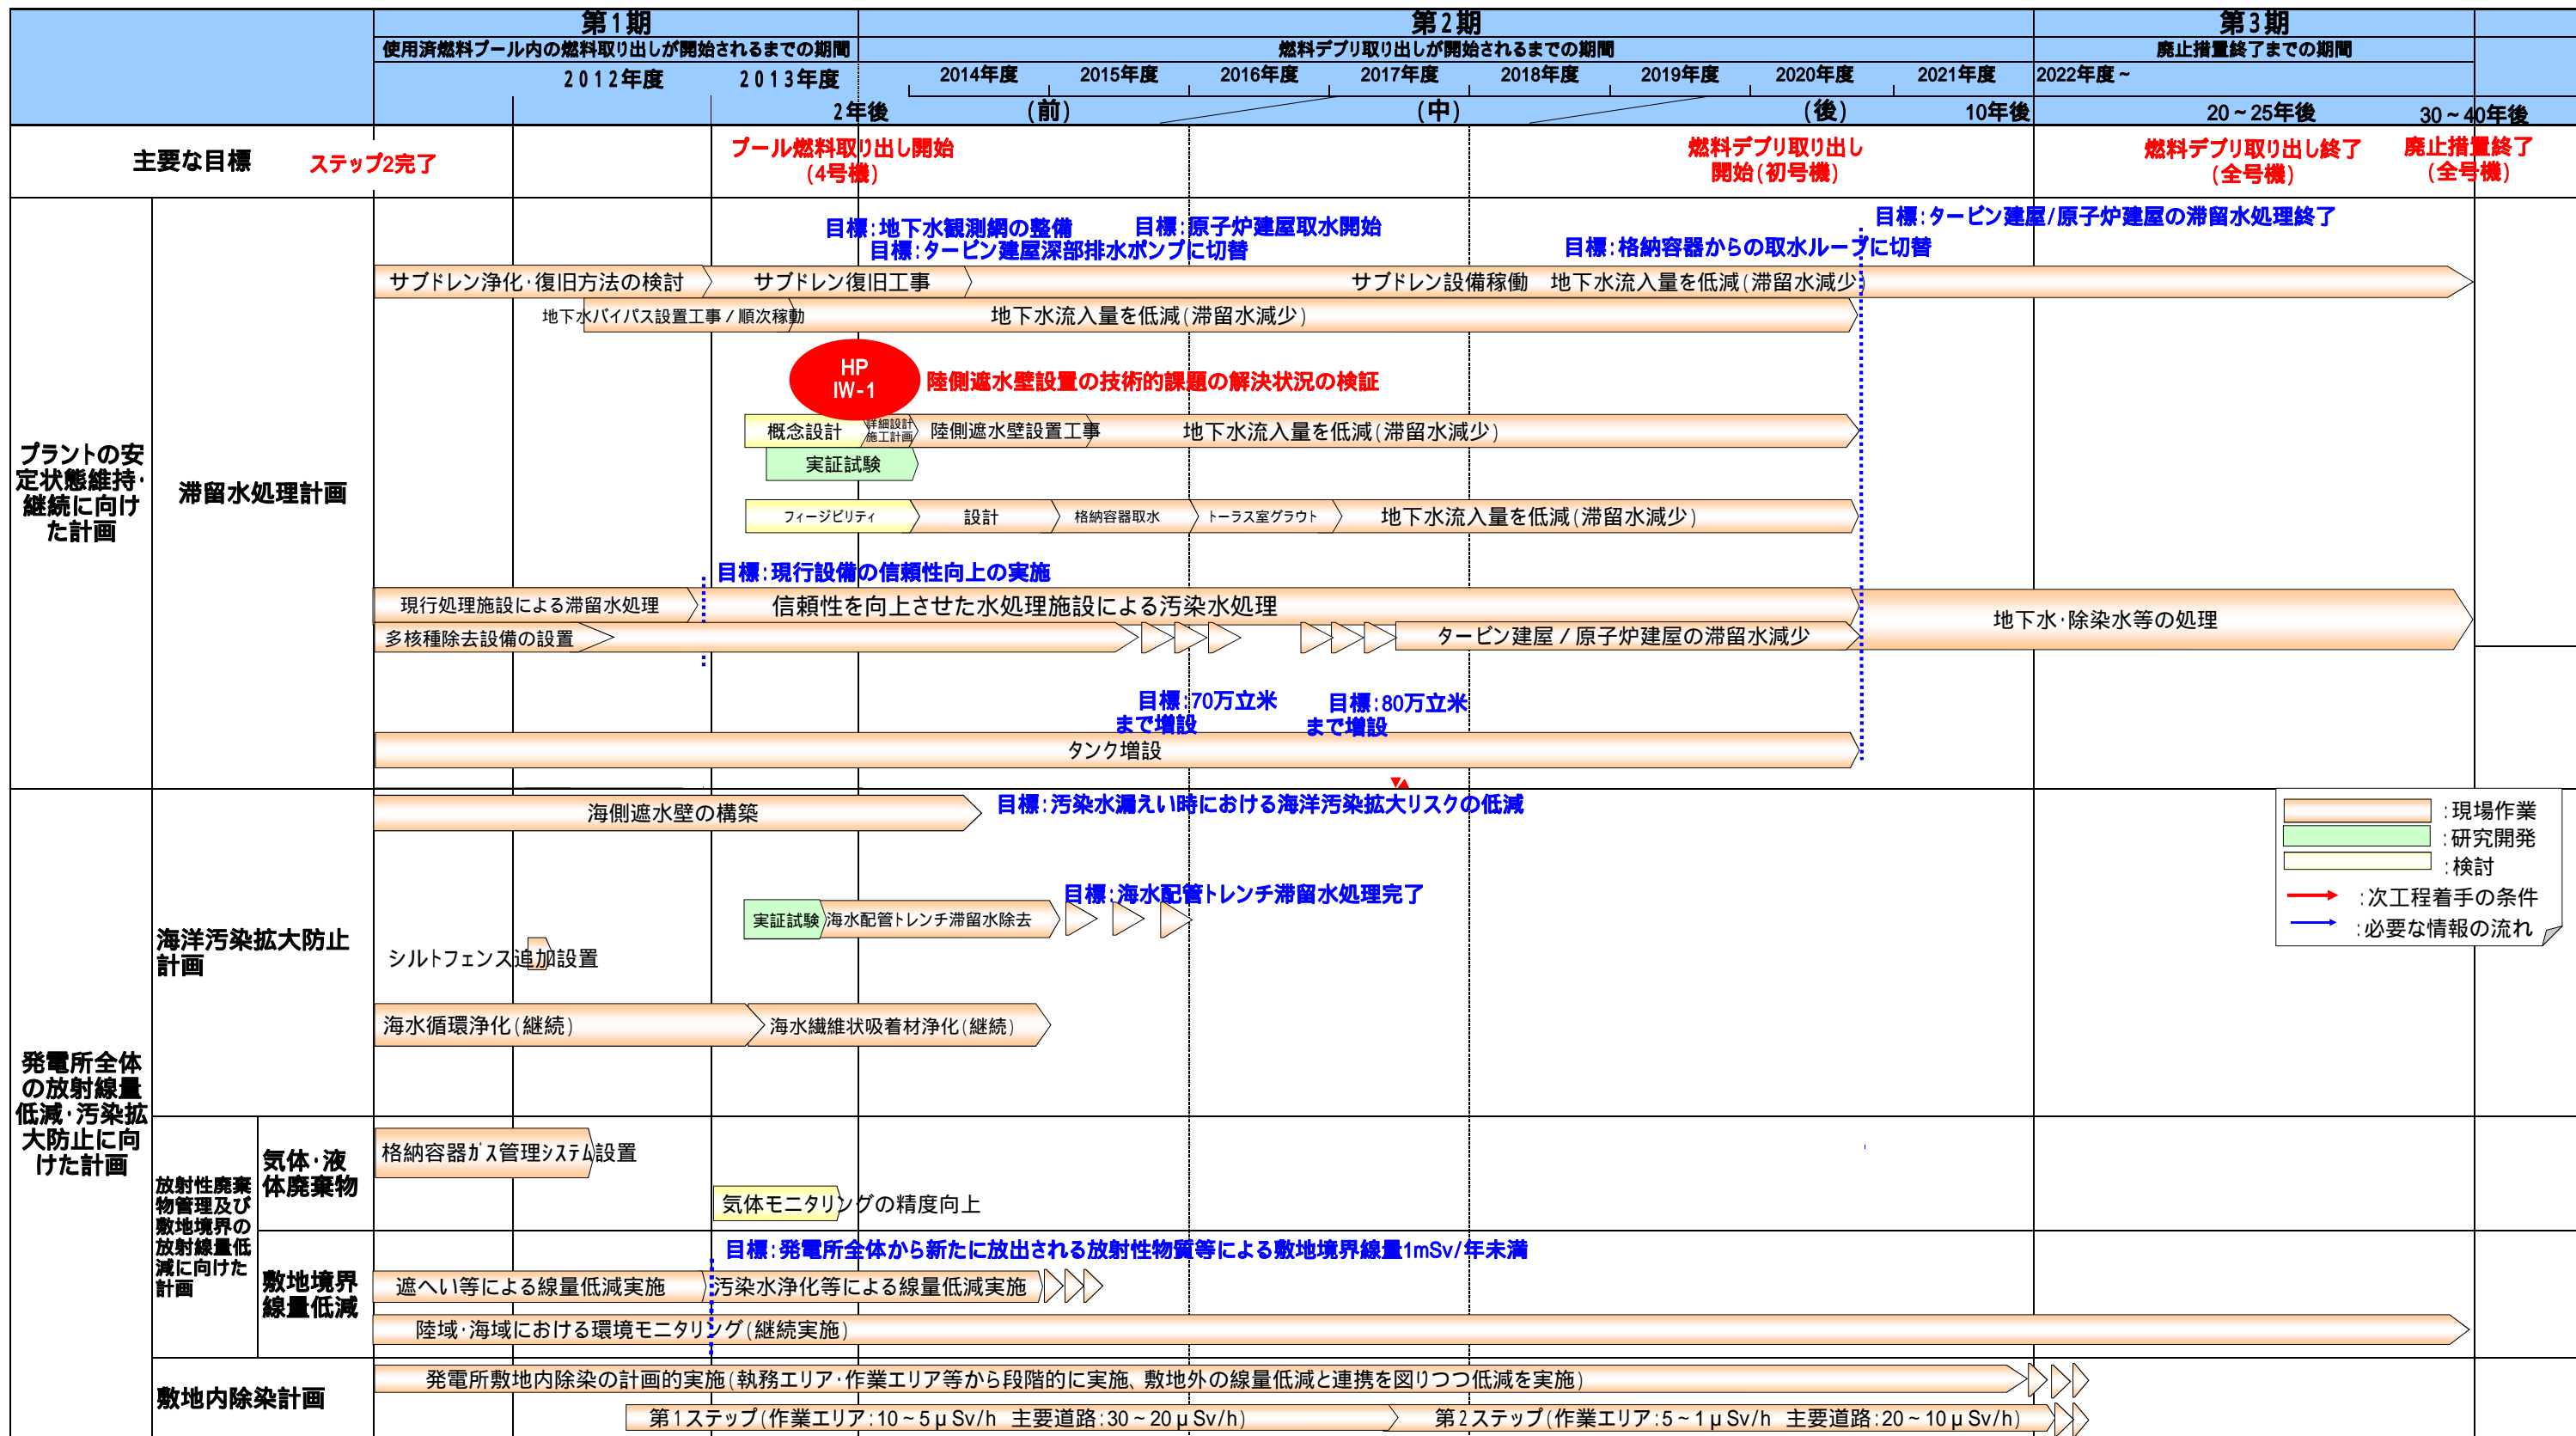 第1期
第2期
第3期
使用済燃料プール内の燃料取り出しが開始されるまでの期間
燃料デブリ取り出しが開始されるまでの期間
廃止措置終了までの期間
2012年度
2013年度
2014年度
2015年度
2016年度
2017年度
2018年度
2019年度
2020年度
2021年度
2022年度~
2年後
(前)
(中)
(後)
10年後
20~25年後
30~40年後
主要な目標
ステップ2完了
プール燃料取り出し開始
(4号機)
燃料デブリ取り出し
開始(初号機)
燃料デブリ取り出し終了
(全号機)
廃止措置終了
(全号機)
プラントの安
定状態維持・
継続に向け
た計画
滞留水処理計画
目標:地下水観測網の整備
目標:原子炉建屋取水開始
目標:タービン建屋/原子炉建屋の滞留水処理終了
目標:タービン建屋深部排水ポンプに切替
目標:格納容器からの取水ループに切替
サブドレン浄化・復旧方法の検討
サブドレン復旧工事
サブドレン設備稼働 地下水流入量を低減(滞留水減少)
地下水バイパス設置工事/順次稼動
地下水流入量を低減(滞留水減少)
HP
IW-1
陸側遮水壁設置の技術的課題の解決状況の検証
概念設計
詳細設計
施工計画
陸側遮水壁設置工事
地下水流入量を低減(滞留水減少)
実証試験
フィージビリティ
設計
格納容器取水
トーラス室グラウト
地下水流入量を低減(滞留水減少)
目標:現行設備の信頼性向上の実施
現行処理施設による滞留水処理
信頼性を向上させた水処理施設による汚染水処理
地下水・除染水等の処理
多核種除去設備の設置
タービン建屋/原子炉建屋の滞留水減少
目標:70万立米
まで増設
目標:80万立米
まで増設
タンク増設
発電所全体
の放射線量
低減・汚染拡
大防止に向
けた計画
海洋汚染拡大防止
計画
海側遮水壁の構築
目標:汚染水漏えい時における海洋汚染拡大リスクの低減
目標:海水配管トレンチ滞留水処理完了
実証試験
海水配管トレンチ滞留水除去
シルトフェンス追加設置
海水循環浄化(継続)
海水繊維状吸着材浄化(継続)
:現場作業
:研究開発
:検討
:次工程着手の条件
:必要な情報の流れ
放射性廃棄
物管理及び
敷地境界の
放射線量低
減に向けた
計画
気体・液
体廃棄物
格納容器ガス管理システム設置
気体モニタリングの精度向上
敷地境界
線量低減
目標:発電所全体から新たに放出される放射性物質等による敷地境界線量1mSv/年未満
遮へい等による線量低減実施
汚染水浄化等による線量低減実施
陸域・海域における環境モニタリング(継続実施)
敷地内除染計画
発電所敷地内除染の計画的実施(執務エリア・作業エリア等から段階的に実施、敷地外の線量低減と連携を図りつつ低減を実施)
第1ステップ(作業エリア:10~5μSv/h 主要道路:30~20μSv/h)
第2ステップ(作業エリア:5~1μSv/h 主要道路:20~10μSv/h)